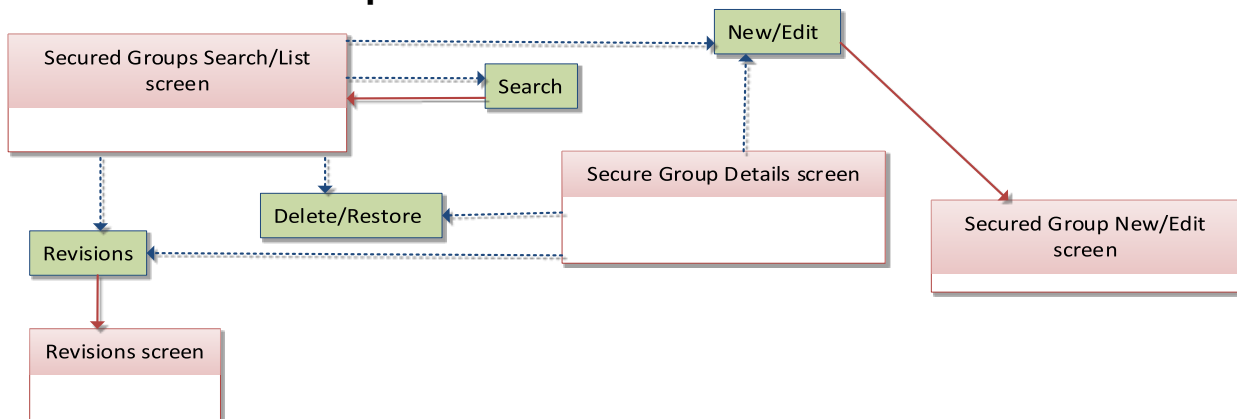 Secured Groups Search/List
screen
New/Edit
Search
Secure Group Details screen
Delete/Restore
Secured Group New/Edit
screen
Revisions
Revisions screen